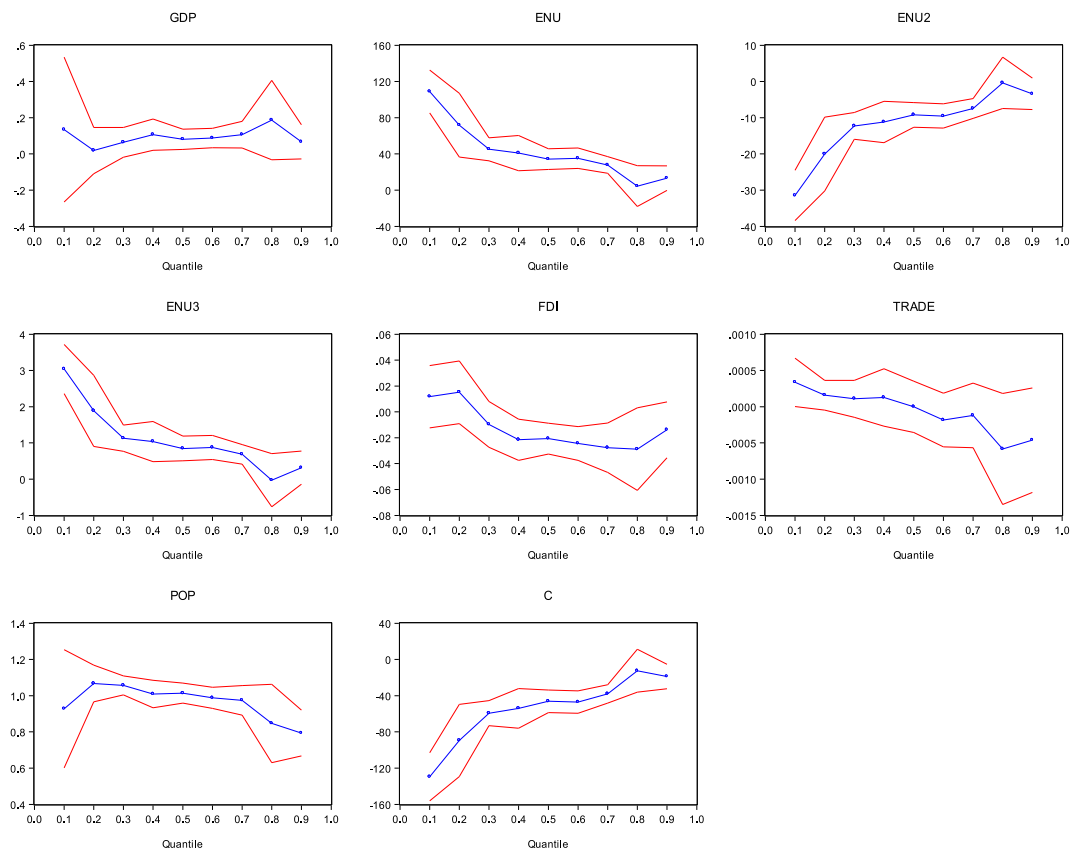 GDP
.6
.4
.2
.0
-.2
-.4
0.0 0.1 0.2 0.3 0.4 0.5 0.6 0.7 0.8 0.9 1.0
Quantile
ENU
160
120
80
40
0
-40
0.0 0.1 0.2 0.3 0.4 0.5 0.6 0.7 0.8 0.9 1.0
Quantile
ENU2
10
0
-10
-20
-30
-40
0.0 0.1 0.2 0.3 0.4 0.5 0.6 0.7 0.8 0.9 1.0
Quantile
ENU3
4
3
2
1
0
-1
0.0 0.1 0.2 0.3 0.4 0.5 0.6 0.7 0.8 0.9 1.0
Quantile
FDI
.06
.04
.02
.00
-.02
-.04
-.06
-.08
0.0 0.1 0.2 0.3 0.4 0.5 0.6 0.7 0.8 0.9 1.0
Quantile
TRADE
.0010
.0005
.0000
-.0005
-.0010
-.0015
0.0 0.1 0.2 0.3 0.4 0.5 0.6 0.7 0.8 0.9 1.0
Quantile
POP
1.4
1.2
1.0
0.8
0.6
0.4
0.0 0.1 0.2 0.3 0.4 0.5 0.6 0.7 0.8 0.9 1.0
Quantile
C
40
0
-40
-80
-120
-160
0.0 0.1 0.2 0.3 0.4 0.5 0.6 0.7 0.8 0.9 1.0
Quantile